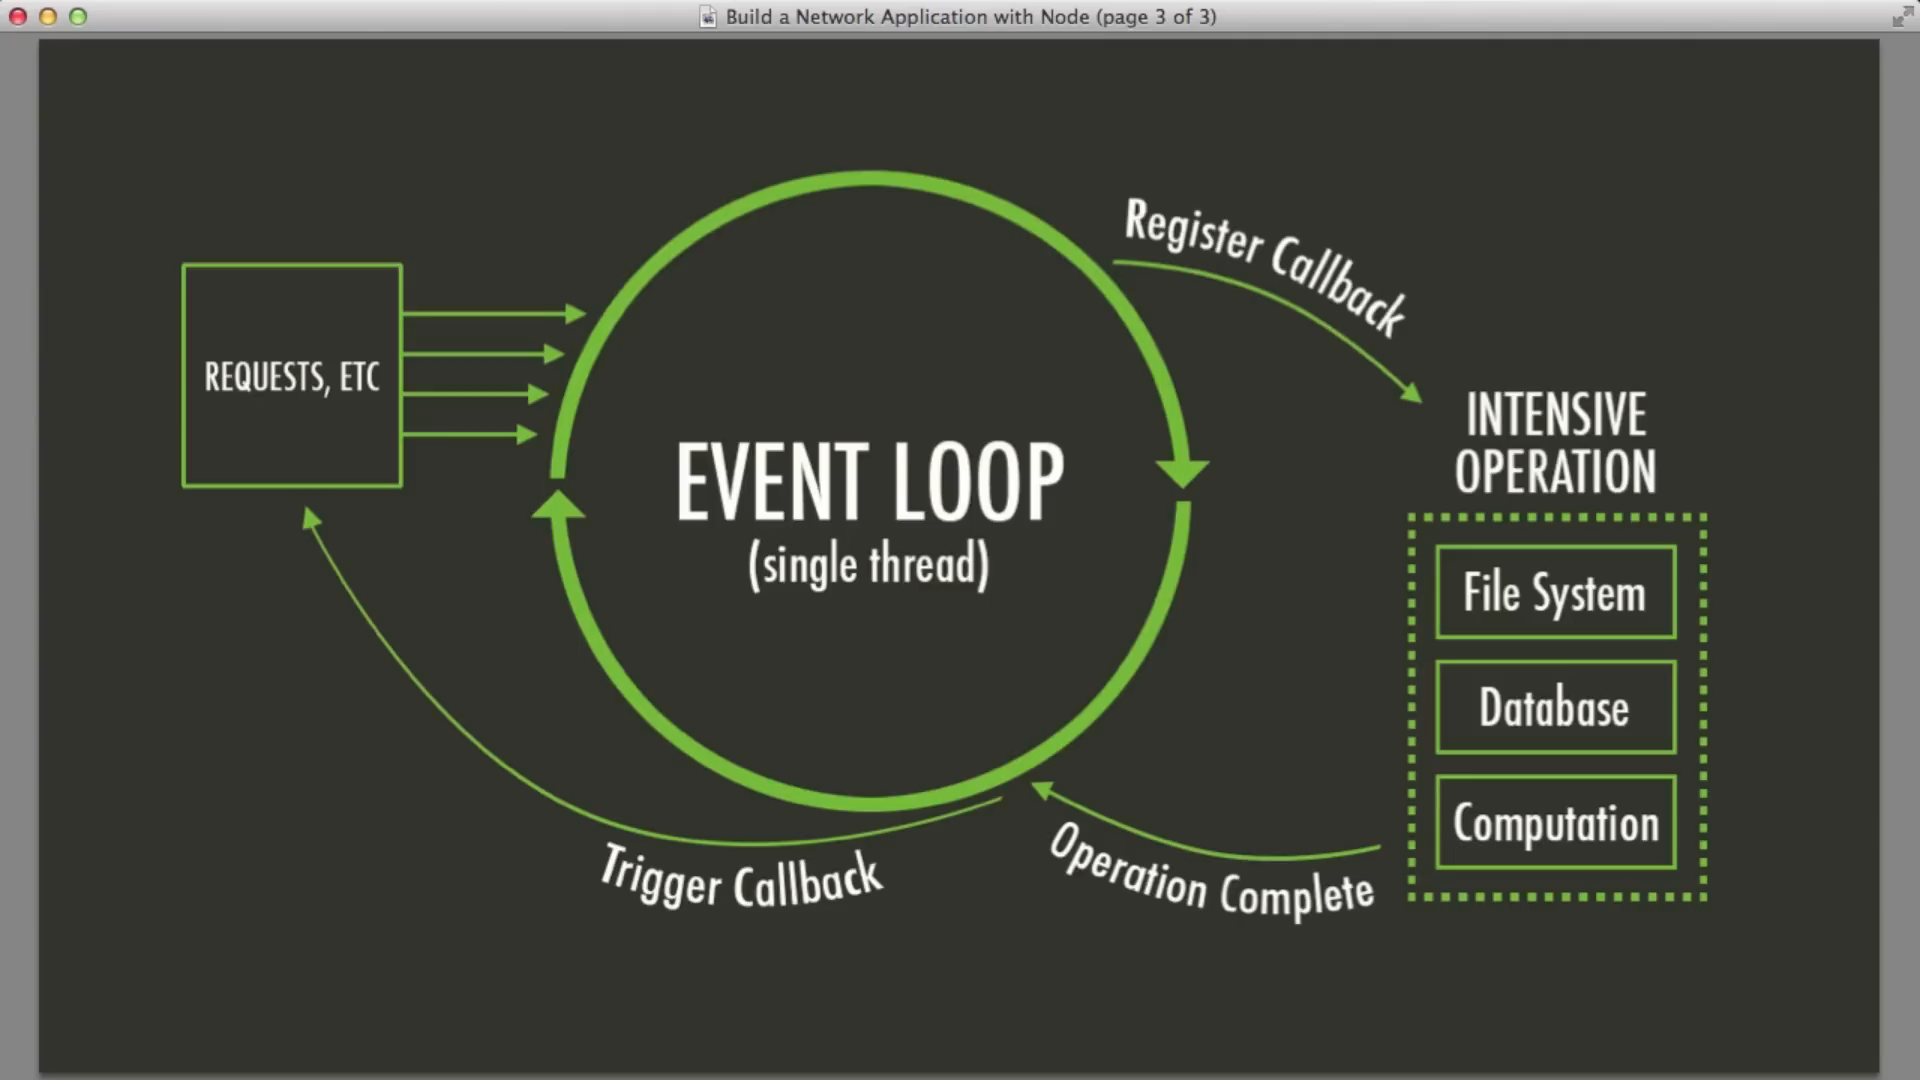 Build a Network Application with Node (page 3 of 3)
Register Callback
REQUESTS, ETC
EVENT LOOP
(single thread)
INTENSIVE
OPERATION
File System
Database
Computation
Operation Complete
Trigger Callback